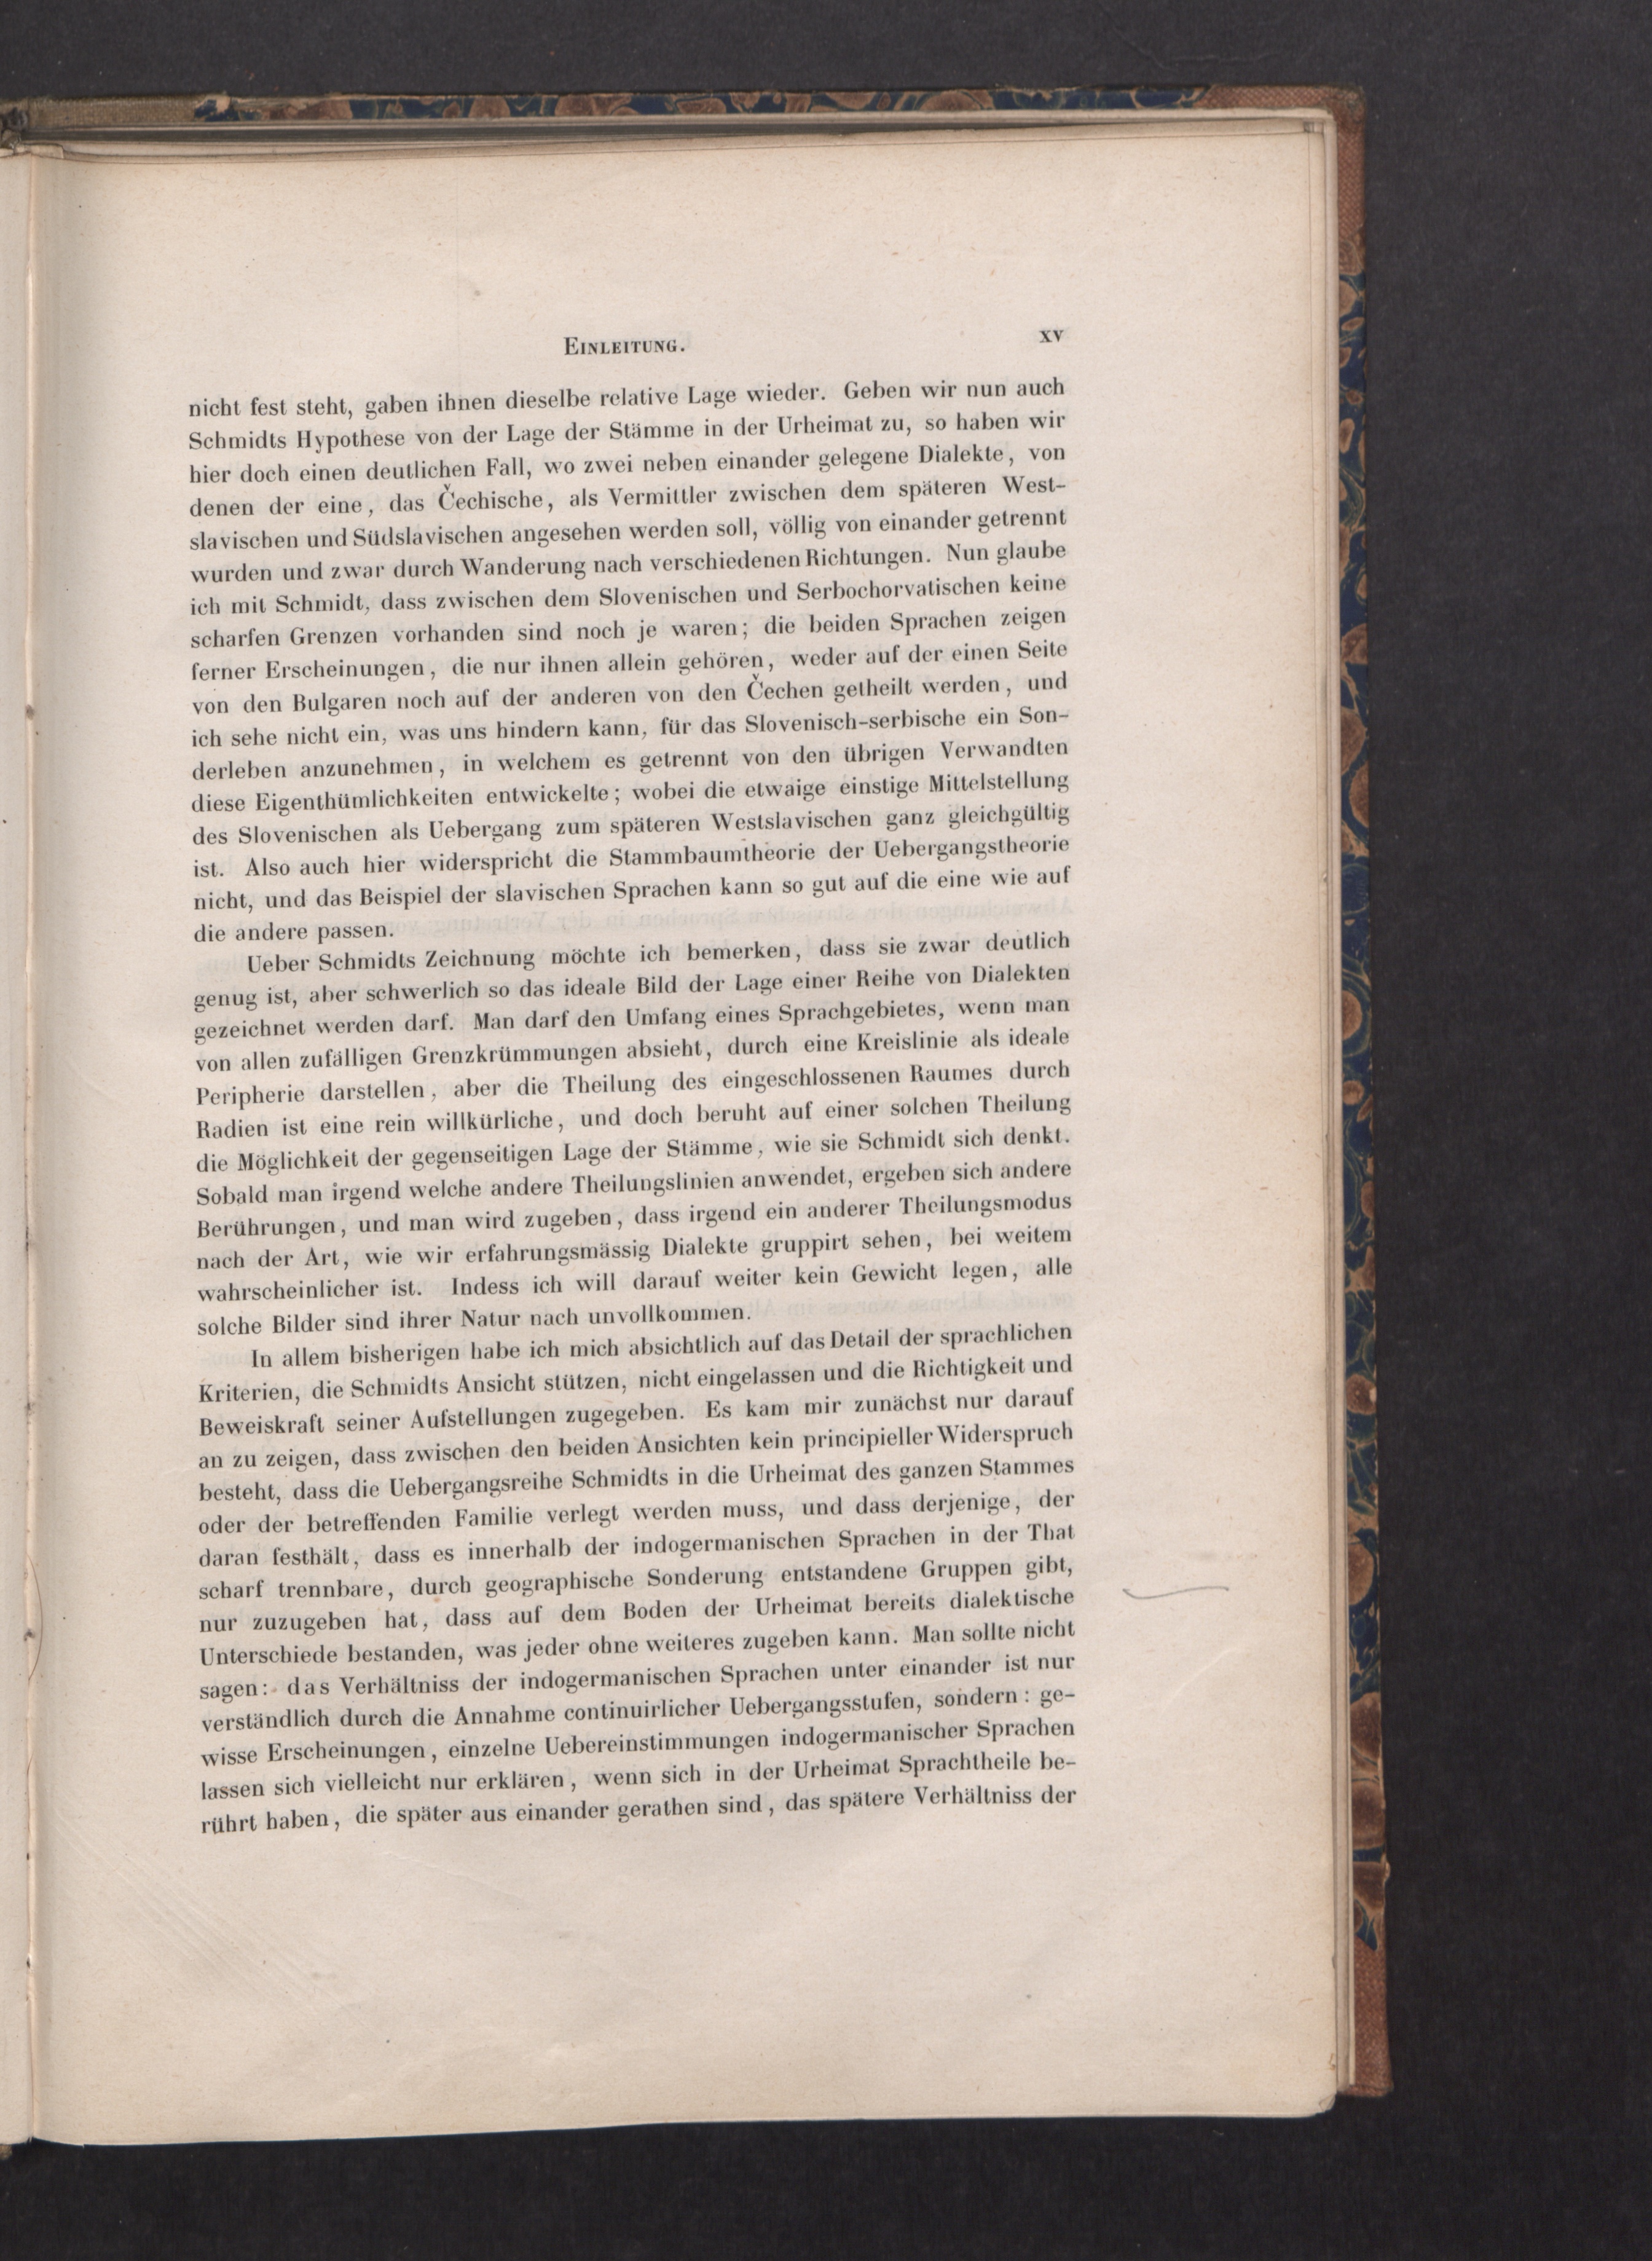 EINLEITUNG.
XV
nicht fest steht, gaben ihnen dieselbe relative Lage wieder. Geben wir nun auch
Schmidts Hypothese von der Lage der Stämme in der Urheimat zu, so haben wir
hier doch einen deutlichen Fall, wo zwei neben einander gelegene Dialekte, von
denen der eine, das Čechische, als Vermittler zwischen dem späteren West-
slavischen und Südslavischen angesehen werden soll, völlig von einander getrennt
wurden und zwar durch Wanderung nach verschiedenen Richtungen. Nun glaube
ich mit Schmidt, dass zwischen dem Slovenischen und Serbochorvatischen keine
scharfen Grenzen vorhanden sind noch je waren; die beiden Sprachen zeigen
ferner Erscheinungen, die nur ihnen allein gehören, weder auf der einen Seite
von den Bulgaren noch auf der anderen von den Čechen getheilt werden, und
ich sehe nicht ein, was uns hindern kann, für das Slovenisch-serbische ein Son-
derleben anzunehmen, in welchem es getrennt von den übrigen Verwandten
diese Eigenthümlichkeiten entwickelte; wobei die etwaige einstige Mittelstellung
des Slovenischen als Uebergang zum späteren Westslavischen ganz gleichgültig
ist. Also auch hier widerspricht die Stammbaumtheorie der Uebergangstheorie
nicht, und das Beispiel der slavischen Sprachen kann so gut auf die eine wie auf
die andere passen.
Ueber Schmidts Zeichnung möchte ich bemerken, dass sie zwar deutlich
genug ist, aber schwerlich so das ideale Bild der Lage einer Reihe von Dialekten
gezeichnet werden darf. Man darf den Umfang eines Sprachgebietes, wenn man
von allen zufälligen Grenzkrümmungen absieht, durch eine Kreislinie als ideale
Peripherie darstellen, aber die Theilung des eingeschlossenen Raumes durch
Radien ist eine rein willkürliche, und doch beruht auf einer solchen Theilung
die Möglichkeit der gegenseitigen Lage der Stämme, wie sie Schmidt sich denkt.
Sobald man irgend welche andere Theilungslinien anwendet, ergeben sich andere
Berührungen, und man wird zugeben, dass irgend ein anderer Theilungsmodus
nach der Art, wie wir erfahrungsmässig Dialekte gruppirt sehen, bei weitem
wahrscheinlicher ist. Indess ich will darauf weiter kein Gewicht legen, alle
solche Bilder sind ihrer Natur nach unvollkommen.
In allem bisherigen habe ich mich absichtlich auf das Detail der sprachlichen
Kriterien, die Schmidts Ansicht stützen, nicht eingelassen und die Richtigkeit und
Beweiskraft seiner Aufstellungen zugegeben. Es kam mir zunächst nur darauf
an zu zeigen, dass zwischen den beiden Ansichten kein principieller Widerspruch
besteht, dass die Uebergangsreihe Schmidts in die Urheimat des ganzen Stammes
oder der betreffenden Familie verlegt werden muss, und dass derjenige, der
daran festhält, dass es innerhalb der indogermanischen Sprachen in der That
scharf trennbare, durch geographische Sonderung entstandene Gruppen gibt,
nur zuzugeben hat, dass auf dem Boden der Urheimat bereits dialektische
Unterschiede bestanden, was jeder ohne weiteres zugeben kann. Man sollte nicht
sagen: das Verhältniss der indogermanischen Sprachen unter einander ist nur
verständlich durch die Annahme continuirlicher Uebergangsstufen, sondern: ge-
wisse Erscheinungen, einzelne Uebereinstimmungen indogermanischer Sprachen
lassen sich vielleicht nur erklären, wenn sich in der Urheimat Sprachtheile be-
rührt haben, die später aus einander gerathen sind, das spätere Verhältniss der